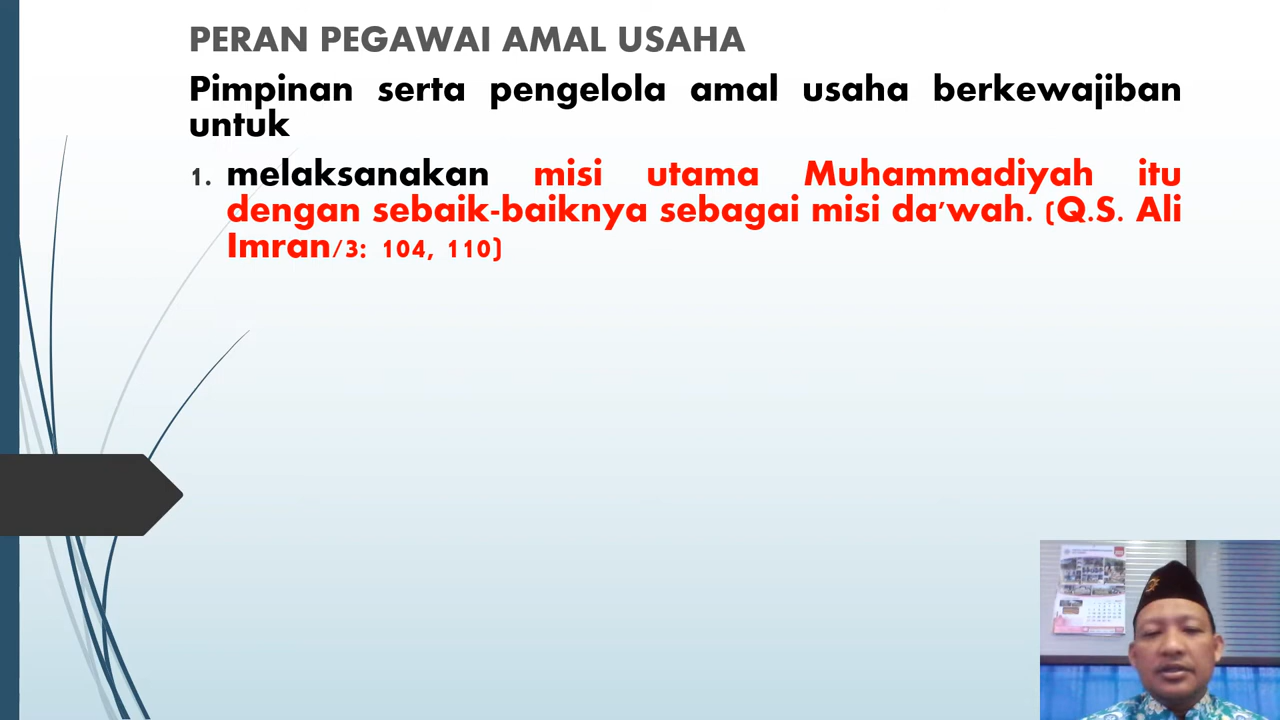 PERAN PEGAWAI AMAL USAHA
Pimpinan serta pengelola amal usaha berkewajiban
untuk
1. melaksanakan misi utama Muhammadiyah itu
dengan sebaik-baiknya sebagai misi da'wah. (Q.S. Ali
Imran/3: 104, 110)